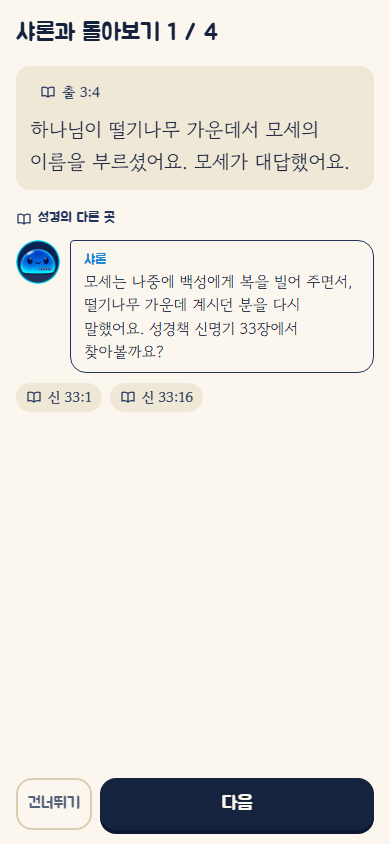 샤론과 돌아보기 1 / 4
출 3:4
하나님이 떨기나무 가운데서 모세의
이름을 부르셨어요. 모세가 대답했어요.
성경의 다른 곳
샤론
모세는 나중에 백성에게 복을 빌어 주면서,
떨기나무 가운데 계시던 분을 다시
말했어요. 성경책 신명기 33장에서
찾아볼까요?
신 33:1
신 33:16
건너뛰기
다음